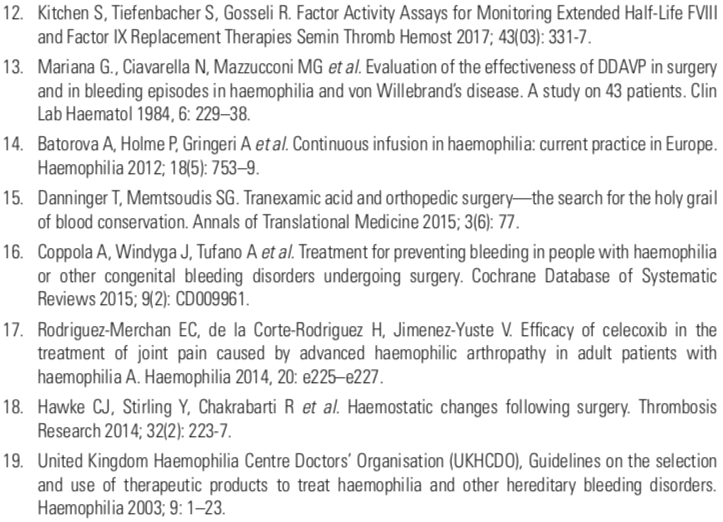 12. Kitchen S, Tiefenbacher S, Gosseli R. Factor Activity Assays for Monitoring Extended Half-Life FVIII
and Factor IX Replacement Therapies Semin Thromb Hemost 2017; 43(03): 331-7.
13. Mariana G., Ciavarella N, Mazzucconi MG et al. Evaluation of the effectiveness of DDAVP in surgery
and in bleeding episodes in haemophilia and von Willebrand's disease. A study on 43 patients. Clin
Lab Haematol 1984, 6: 229–38.
14. Batorova A, Holme P, Gringeri A et al. Continuous infusion in haemophilia: current practice in Europe.
Haemophilia 2012; 18(5): 753–9.
15. Danninger T, Memtsoudis SG. Tranexamic acid and orthopedic surgery—the search for the holy grail
of blood conservation. Annals of Translational Medicine 2015; 3(6): 77.
16. Coppola A, Windyga J, Tufano A et al. Treatment for preventing bleeding in people with haemophilia
or other congenital bleeding disorders undergoing surgery. Cochrane Database of Systematic
Reviews 2015; 9(2): CD009961.
17. Rodriguez-Merchan EC, de la Corte-Rodriguez H, Jimenez-Yuste V. Efficacy of celecoxib in the
treatment of joint pain caused by advanced haemophilic arthropathy in adult patients with
haemophilia A. Haemophilia 2014, 20: e225–e227.
18. Hawke CJ, Stirling Y, Chakrabarti R et al. Haemostatic changes following surgery. Thrombosis
Research 2014; 32(2): 223-7.
19. United Kingdom Haemophilia Centre Doctors' Organisation (UKHCDO), Guidelines on the selection
and use of therapeutic products to treat haemophilia and other hereditary bleeding disorders.
Haemophilia 2003; 9: 1–23.